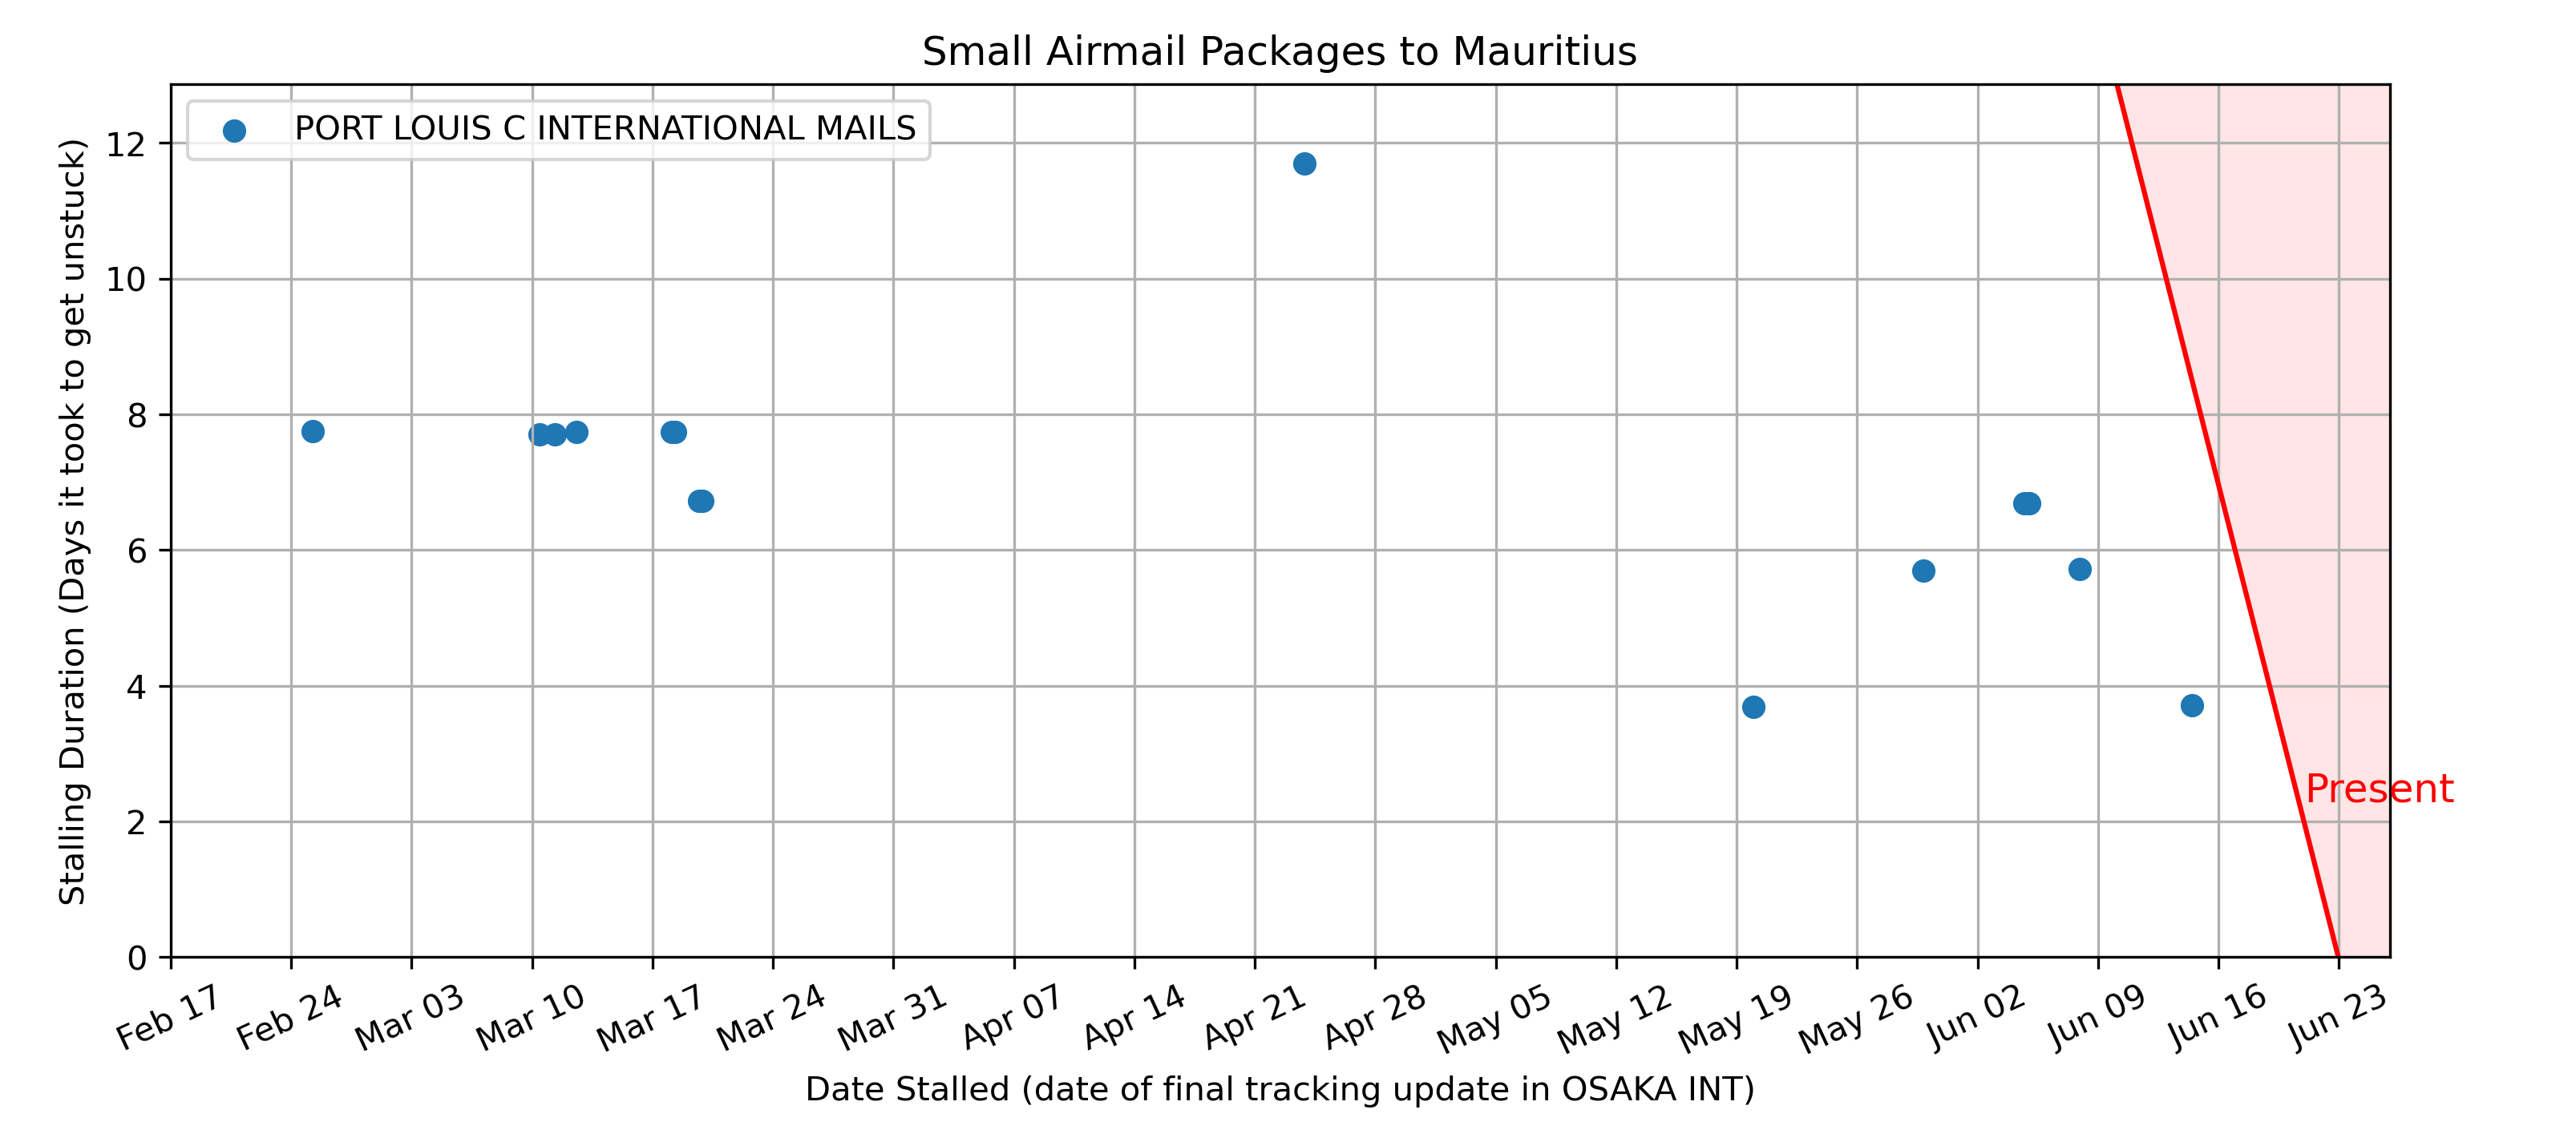 Small Airmail Packages to Mauritius
PORT LOUIS C INTERNATIONAL MAILS
Stalling Duration (Days it took to get unstuck)
12
10
8
6
4
2
0
Present
Feb 17
Feb 24
Mar 03
Mar 10
Mar 17
Mar 24
Mar 31
Apr 07
Apr 14
Apr 21
Apr 28
May 05
May 12
May 19
May 26
Jun 02
Jun 09
Jun 16
Jun 23
Date Stalled (date of final tracking update in OSAKA INT)